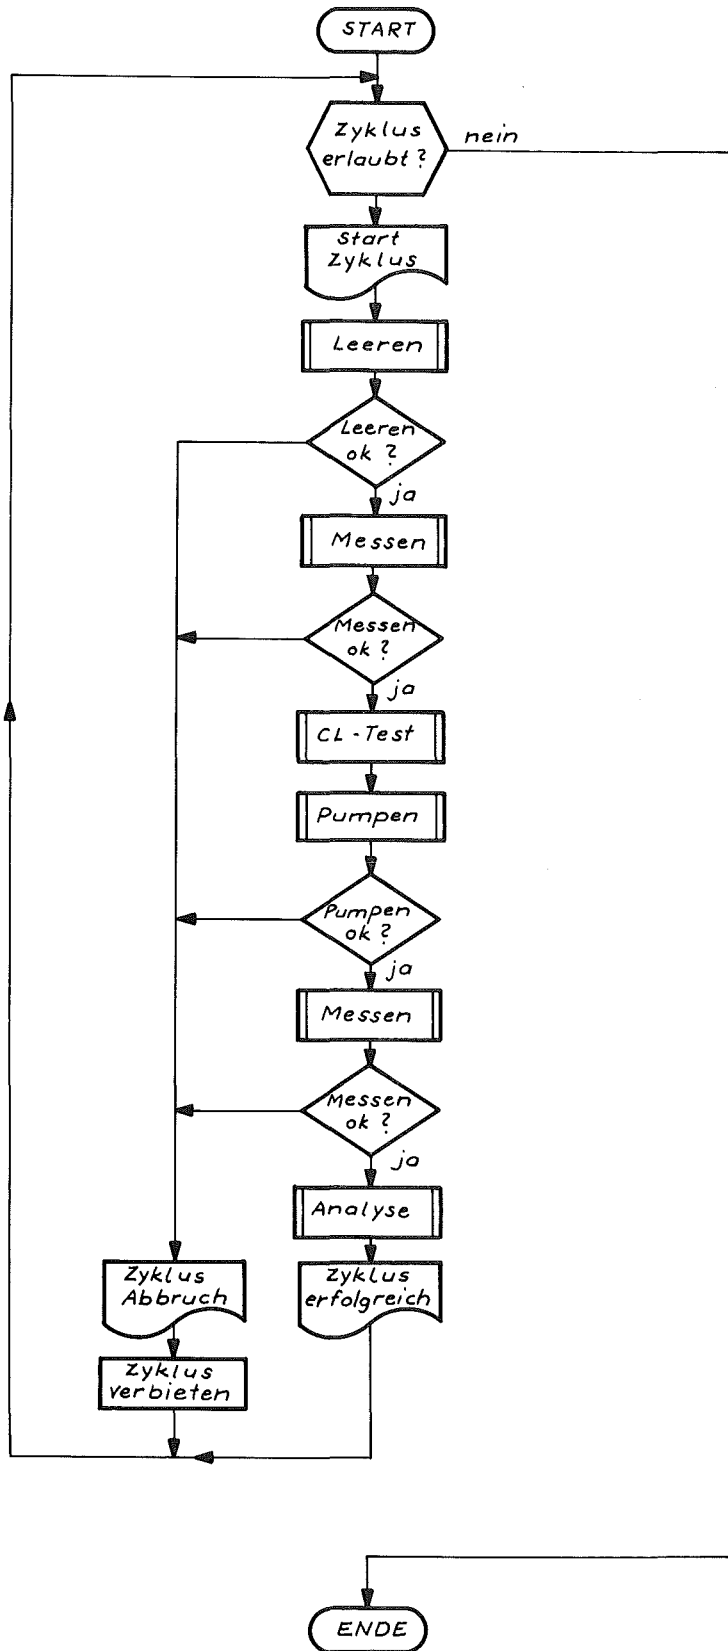 START
Zyklus
erlaubt?
nein
Start
Zyklus
Leeren
Leeren
ok?
ja
Messen
Messen
ok?
ja
CL-Test
Pumpen
Pumpen
ok?
ja
Messen
Messen
ok?
ja
Analyse
Zyklus
Abbruch
Zyklus
erfolgreich
Zyklus
verbieten
ENDE